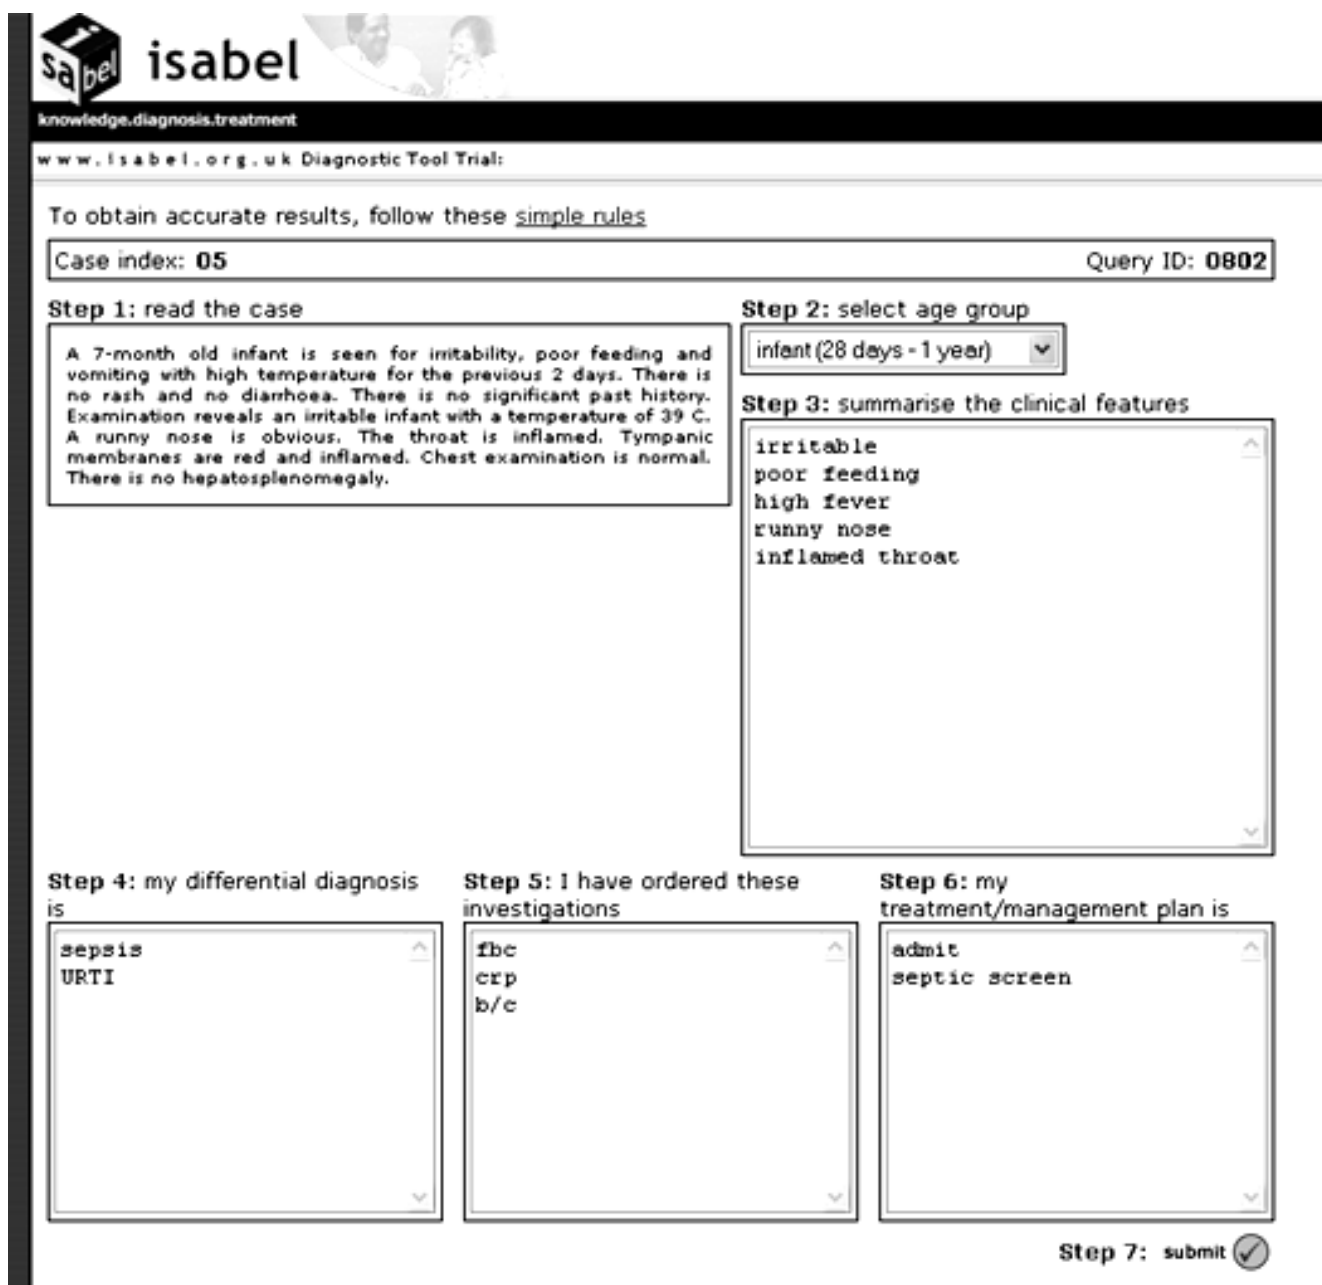 isabel
isabel
knowledge.diagnosis.treatment
www.isabel.org.uk Diagnostic Tool Trial:
To obtain accurate results, follow these simple rules
Case index: 05
Query ID: 0802
Step 1: read the case
A 7-month old infant is seen for irritability, poor feeding and
vomiting with high temperature for the previous 2 days. There is
no rash and no diarrhoea. There is no significant past history.
Examination reveals an irritable infant with a temperature of 39 C.
A runny nose is obvious. The throat is inflamed. Tympanic
membranes are red and inflamed. Chest examination is normal.
There is no hepatosplenomegaly.
Step 2: select age group
infant (28 days - 1 year)
Step 3: summarise the clinical features
irritable
poor feeding
high fever
runny nose
inflamed throat
Step 4: my differential diagnosis
is
sepsis
URTI
Step 5: I have ordered these
investigations
fbc
crp
b/c
Step 6: my
treatment/management plan is
admit
septic screen
Step 7: submit